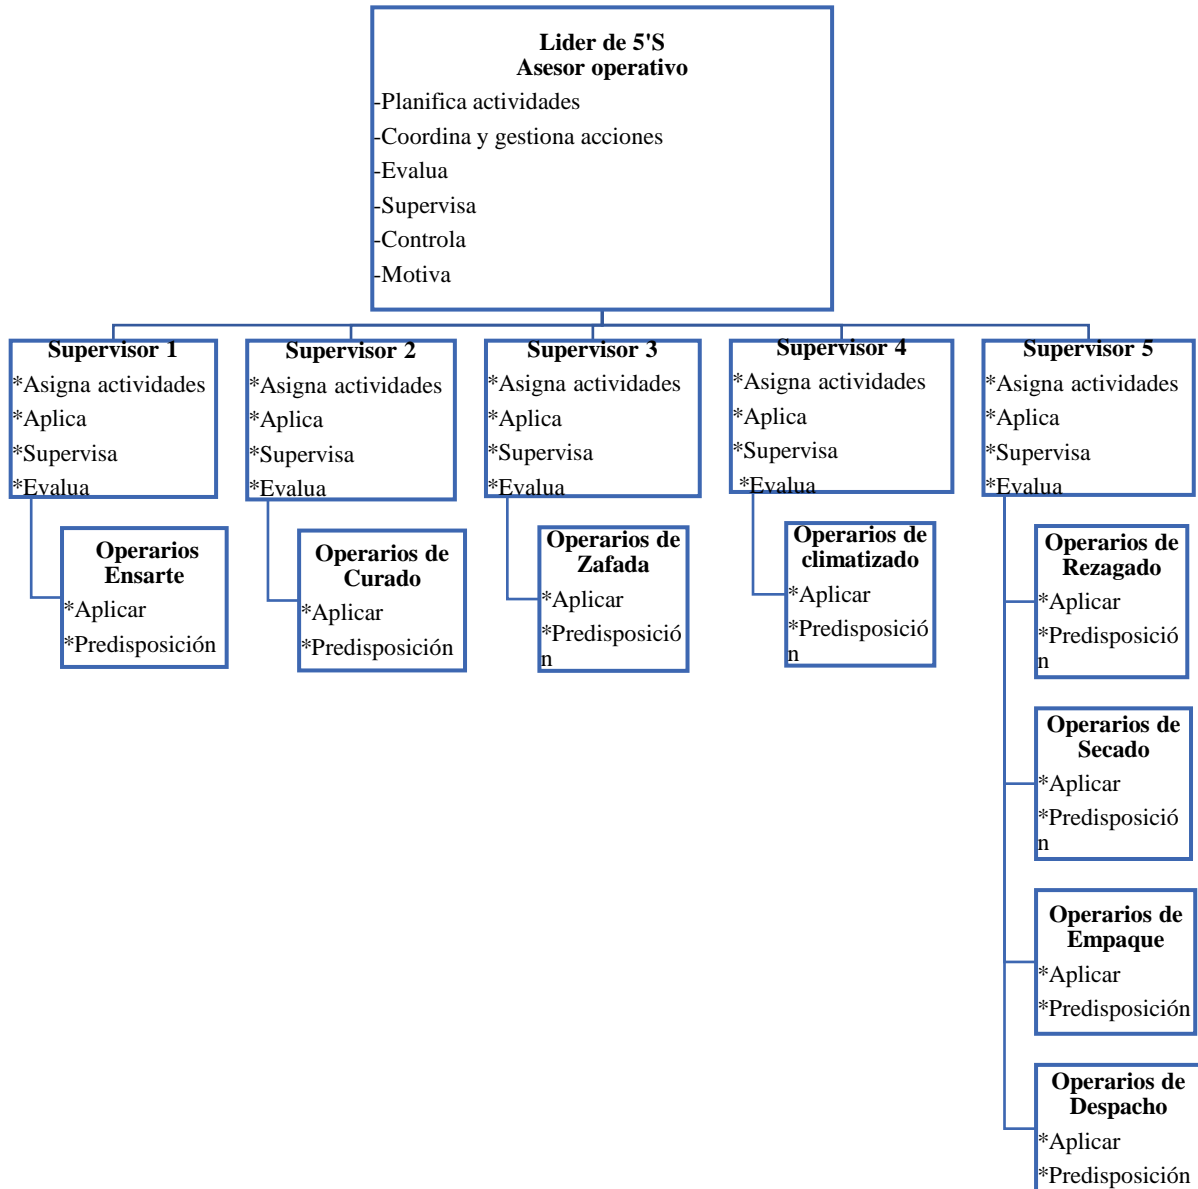 Lider de 5'S
Asesor operativo
-Planifica actividades
-Coordina y gestiona acciones
-Evalua
-Supervisa
-Controla
-Motiva
Supervisor 1
*Asigna actividades
*Aplica
*Supervisa
*Evalua
Supervisor 2
*Asigna actividades
*Aplica
*Supervisa
*Evalua
Supervisor 3
*Asigna actividades
*Aplica
*Supervisa
*Evalua
Supervisor 4
*Asigna actividades
*Aplica
*Supervisa
*Evalua
Supervisor 5
*Asigna actividades
*Aplica
*Supervisa
*Evalua
Operarios
Ensarte
*Aplicar
*Predisposición
Operarios de
Curado
*Aplicar
*Predisposición
Operarios de
Zafada
*Aplicar
*Predisposició
n
Operarios de
climatizado
*Aplicar
*Predisposició
n
Operarios de
Rezagado
*Aplicar
*Predisposició
n
Operarios de
Secado
*Aplicar
*Predisposició
n
Operarios de
Empaque
*Aplicar
*Predisposición
Operarios de
Despacho
*Aplicar
*Predisposición